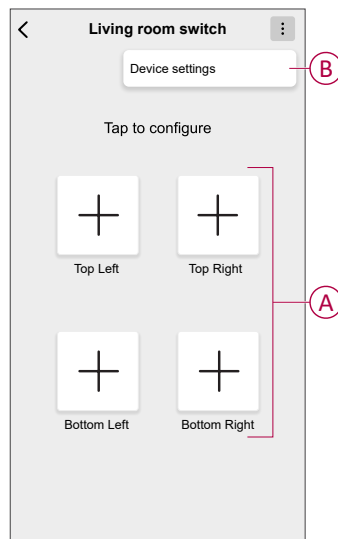 Living room switch
Device settings
B
Tap to configure
Top Left Top Right
A
Bottom Left Bottom Right